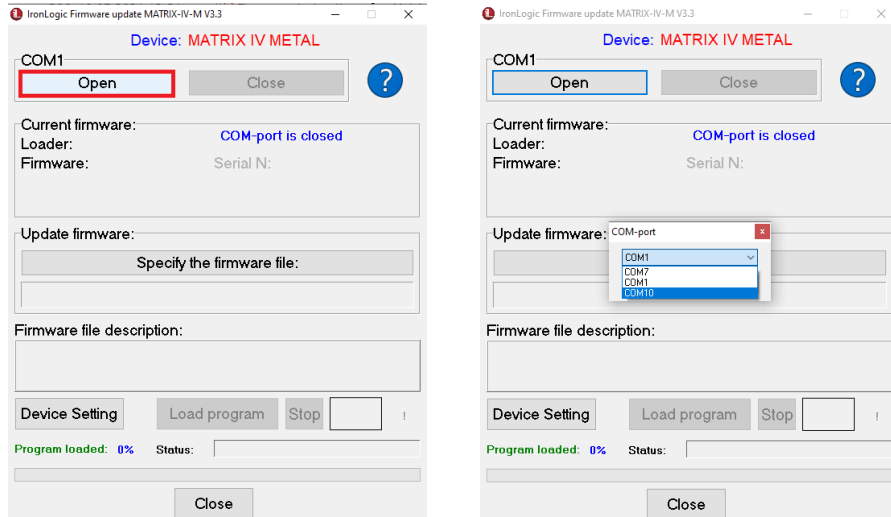 IronLogic Firmware update MATRIX-IV-M V3.3
Device: MATRIX IV METAL
COM1
Open Close
?
Current firmware:
Loader: COM-port is closed
Firmware: Serial N:
Update firmware:
Specify the firmware file:
Firmware file description:
Device Setting Load program Stop !
Program loaded: 0% Status:
Close
IronLogic Firmware update MATRIX-IV-M V3.3
Device: MATRIX IV METAL
COM1
Open Close
?
Current firmware:
Loader: COM-port is closed
Firmware: Serial N:
Update firmware:
COM-port x
COM1
COM7
COM1
COM10
Firmware file description:
Device Setting Load program Stop !
Program loaded: 0% Status:
Close